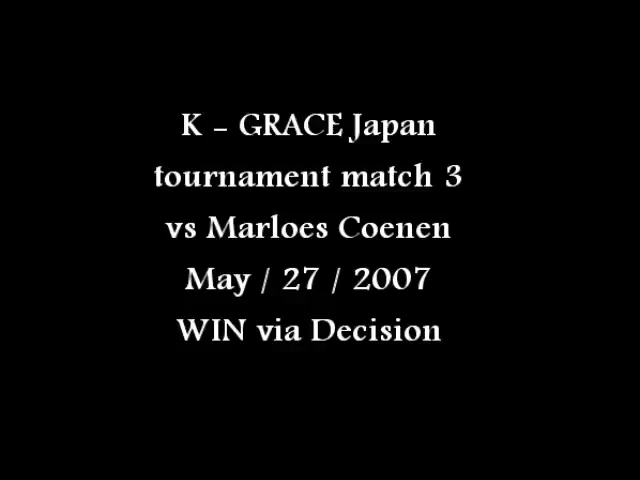 K - GRACE Japan
tournament match 3
vs Marloes Coenen
May / 27 / 2007
WIN via Decision